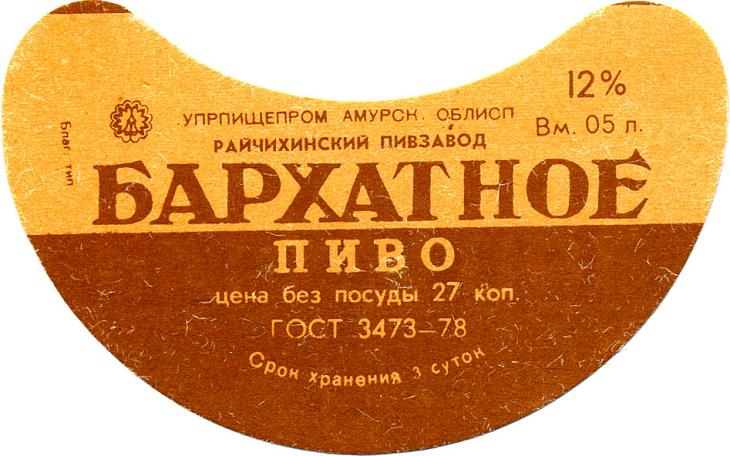 12%
УПРПИЩЕПРОМ АМУРСК. ОБЛИСП
Вм. 05 л.
РАЙЧИХИНСКИЙ ПИВЗАВОД
Благ. тип
БАРХАТНОЕ
ПИВО
цена без посуды 27 коп.
ГОСТ 3473—78
Срок хранения 3 суток